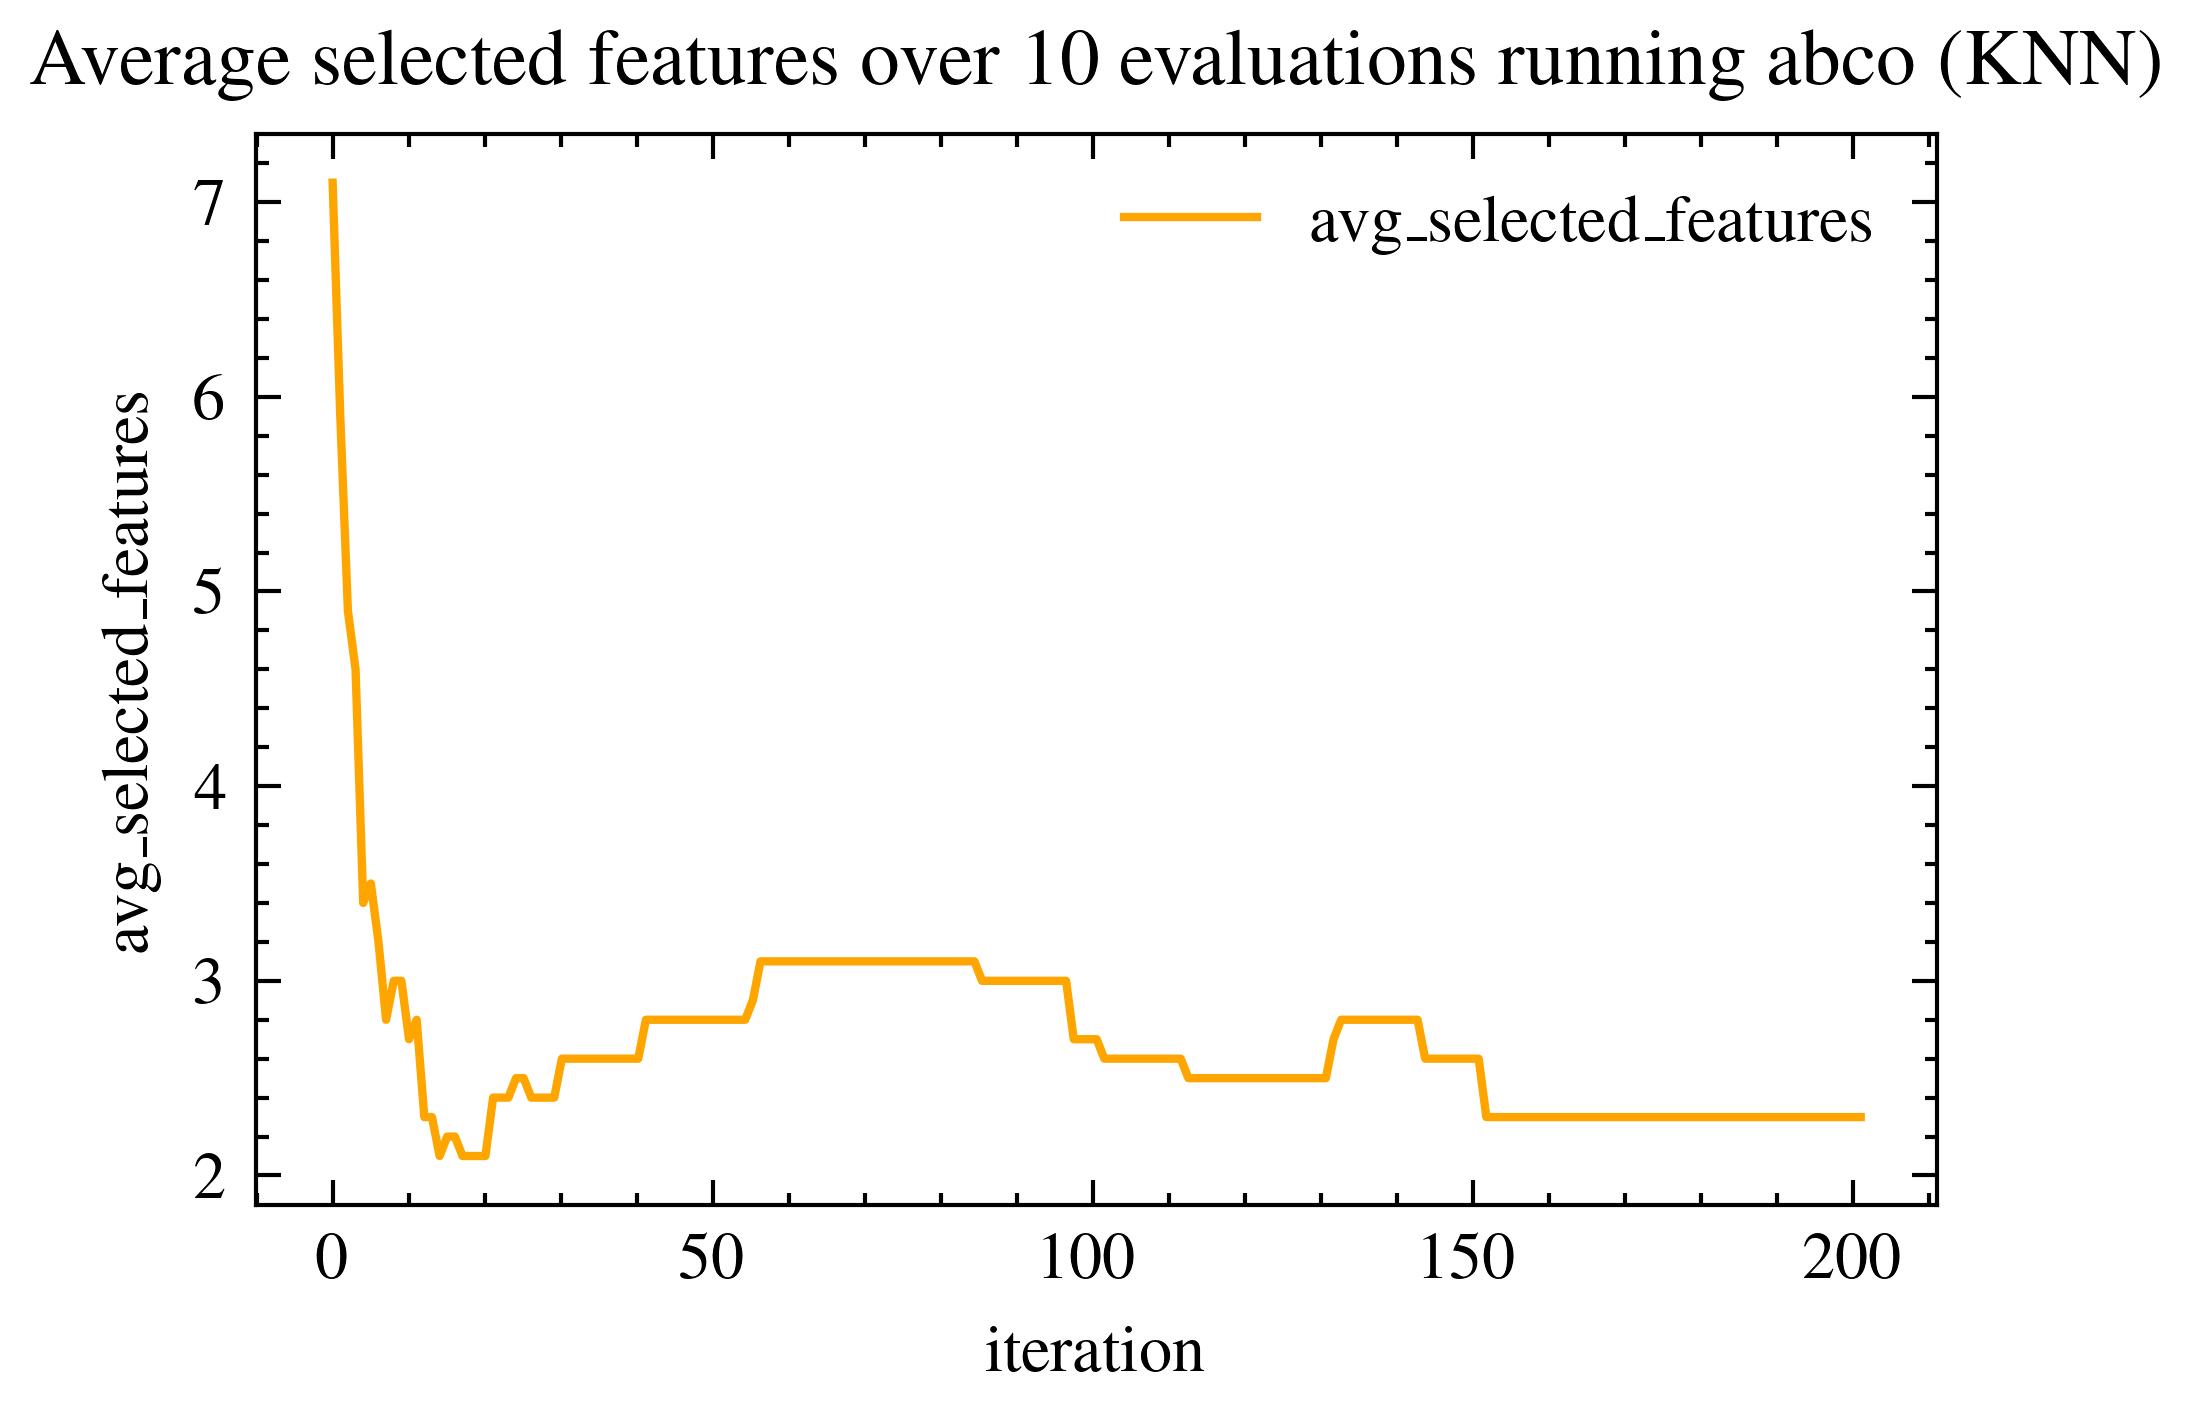 Average selected features over 10 evaluations running abco (KNN)
avg_selected_features
7
6
5
4
3
2
avg_selected_features
0 50 100 150 200
iteration